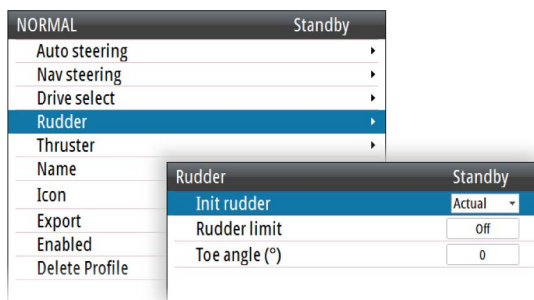 NORMAL Standby
Auto steering
Nav steering
Drive select
Rudder
Thruster
Name
Icon
Export
Enabled
Delete Profile
Rudder Standby
Init rudder Actual
Rudder limit Off
Toe angle (°) 0